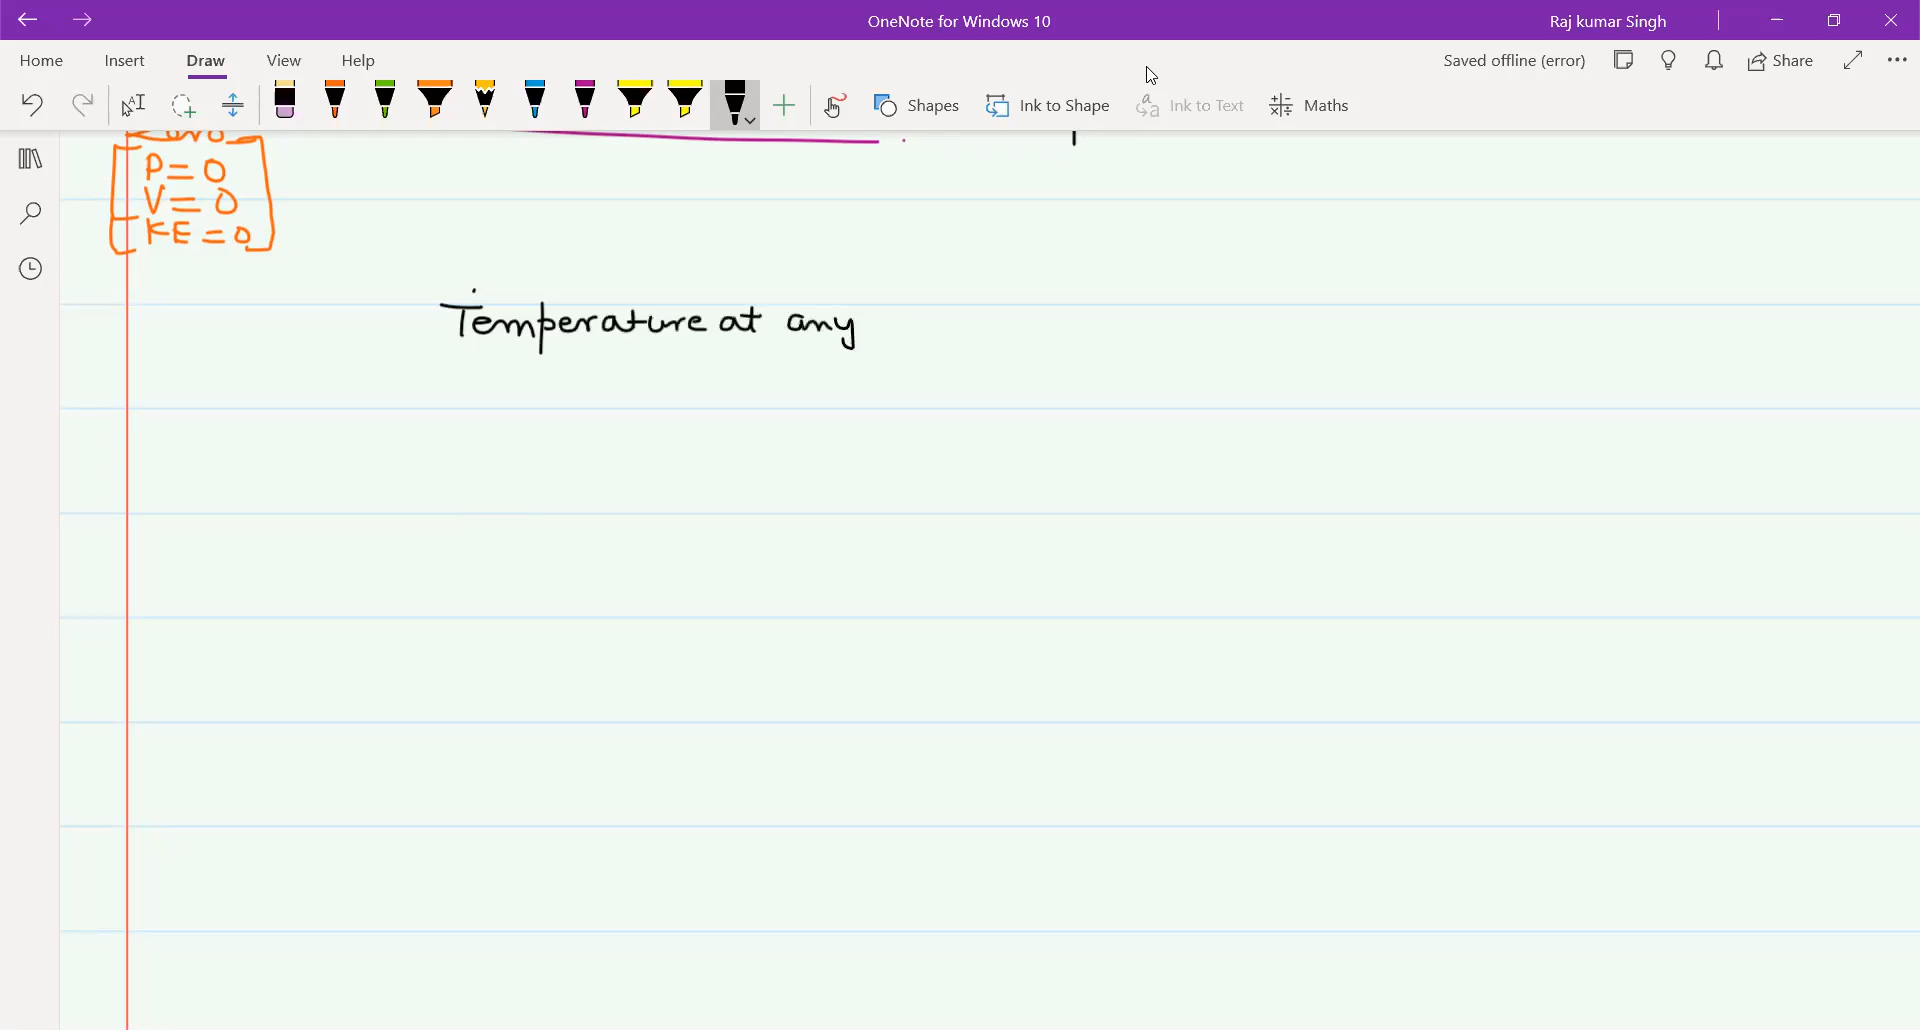 OneNote for Windows 10
Raj kumar Singh
Home Insert Draw View Help
Saved offline (error)
Share
Shapes
Ink to Shape
Ink to Text
Maths
P=0
V=0
KE=0
Temperature at any